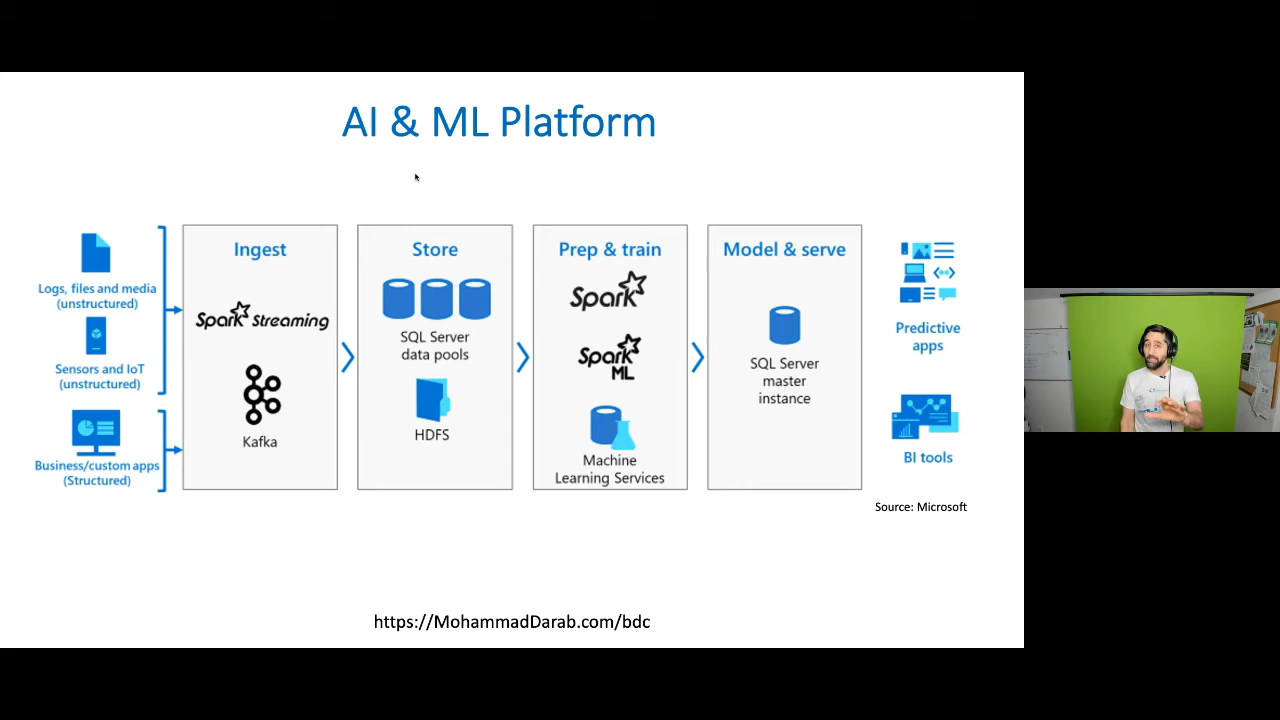 AI & ML Platform
Logs, files and media
(unstructured)
Sensors and IoT
(unstructured)
Business/custom apps
(Structured)
Ingest
Spark Streaming
Kafka
Store
SQL Server
data pools
HDFS
Prep & train
Spark
Spark
ML
Machine
Learning Services
Model & serve
SQL Server
master
instance
Predictive
apps
BI tools
Source: Microsoft
https://MohammadDarab.com/bdc